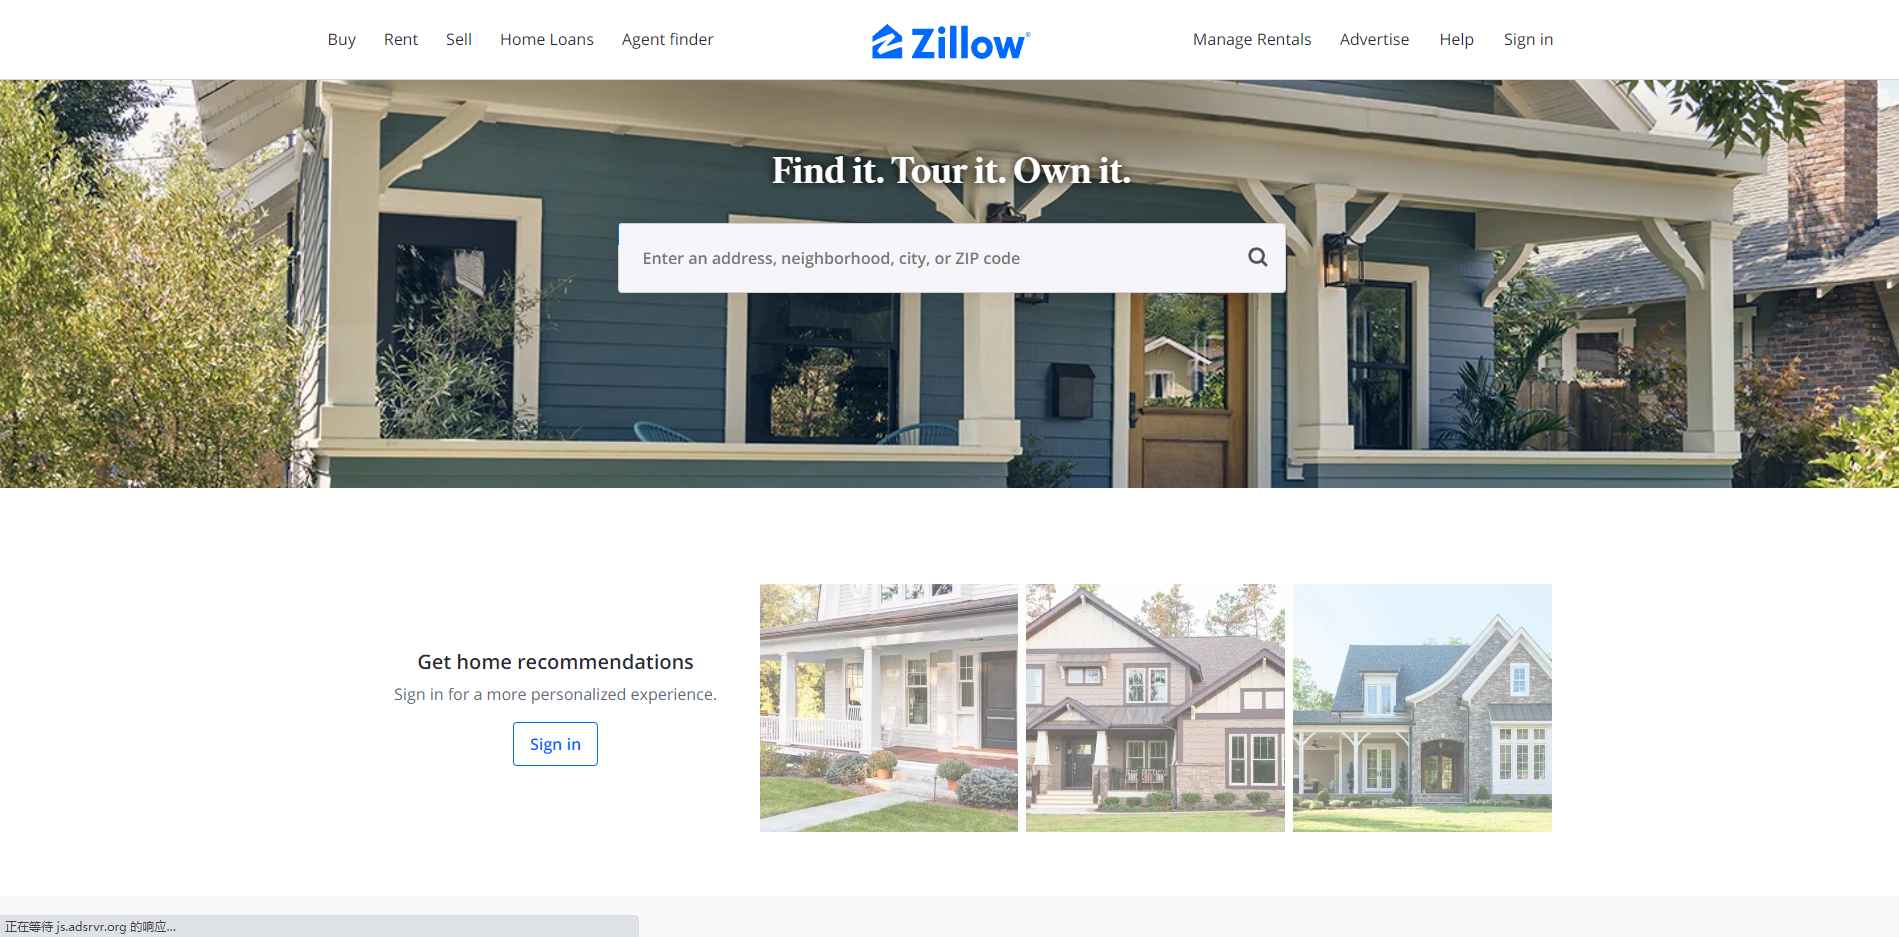 Buy Rent Sell Home Loans Agent finder Zillow® Manage Rentals Advertise Help Sign in
Find it. Tour it. Own it.
Enter an address, neighborhood, city, or ZIP code
Get home recommendations
Sign in for a more personalized experience.
Sign in
正在等待 js.adsrvr.org 的响应...